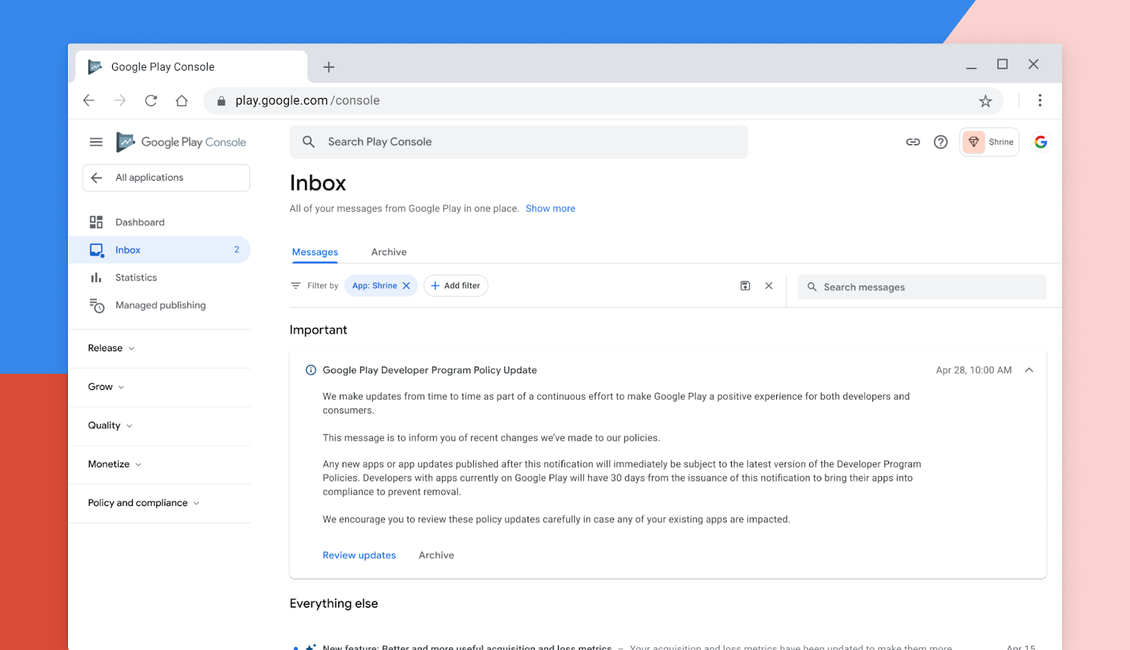 Google Play Console
play.google.com/console
Google Play Console
Search Play Console
Shrine
All applications
Inbox
All of your messages from Google Play in one place. Show more
Dashboard
Inbox 2
Statistics
Managed publishing
Release
Grow
Quality
Monetize
Policy and compliance
Messages Archive
Filter by App: Shrine Add filter
Search messages
Important
Google Play Developer Program Policy Update Apr 28, 10:00 AM
We make updates from time to time as part of a continuous effort to make Google Play a positive experience for both developers and
consumers.
This message is to inform you of recent changes we've made to our policies.
Any new apps or app updates published after this notification will immediately be subject to the latest version of the Developer Program
Policies. Developers with apps currently on Google Play will have 30 days from the issuance of this notification to bring their apps into
compliance to prevent removal.
We encourage you to review these policy updates carefully in case any of your existing apps are impacted.
Review updates Archive
Everything else
New feature: Better and more useful acquisition and loss metrics – Your acquisition and loss metrics have been updated to make them more Apr 15